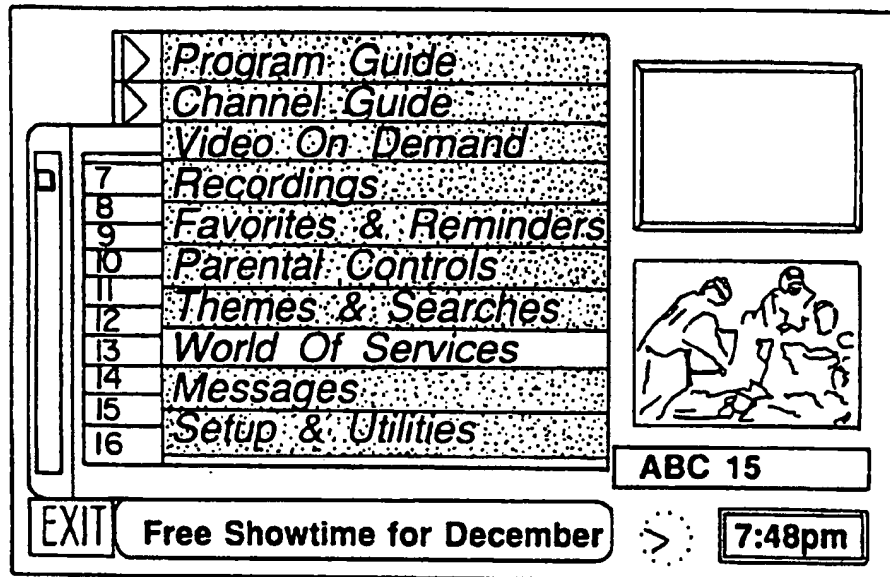 Program Guide
Channel Guide
Video On Demand
7
Recordings
8
Favorites & Reminders
9
10
Parental Controls
11
Themes & Searches
12
13
World Of Services
14
Messages
15
Setup & Utilities
16
ABC 15
EXIT
Free Showtime for December
7:48pm